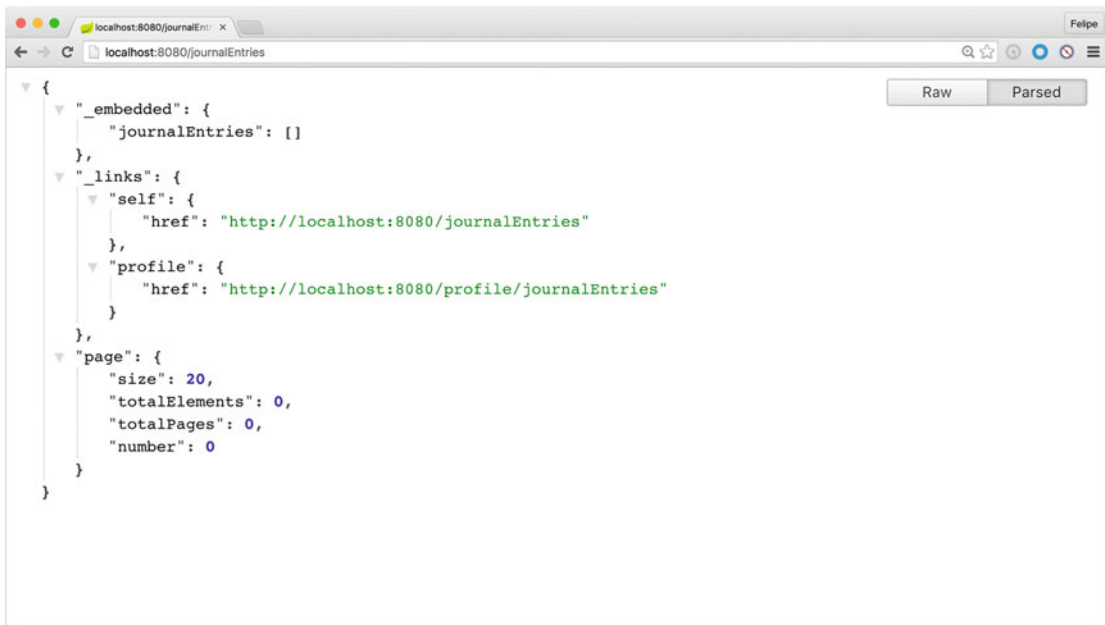 localhost:8080/journalEntri
Felipe
localhost:8080/journalEntries
Raw
Parsed
{
"_embedded": {
"journalEntries": []
},
"_links": {
"self": {
"href": "http://localhost:8080/journalEntries"
},
"profile": {
"href": "http://localhost:8080/profile/journalEntries"
}
},
"page": {
"size": 20,
"totalElements": 0,
"totalPages": 0,
"number": 0
}
}